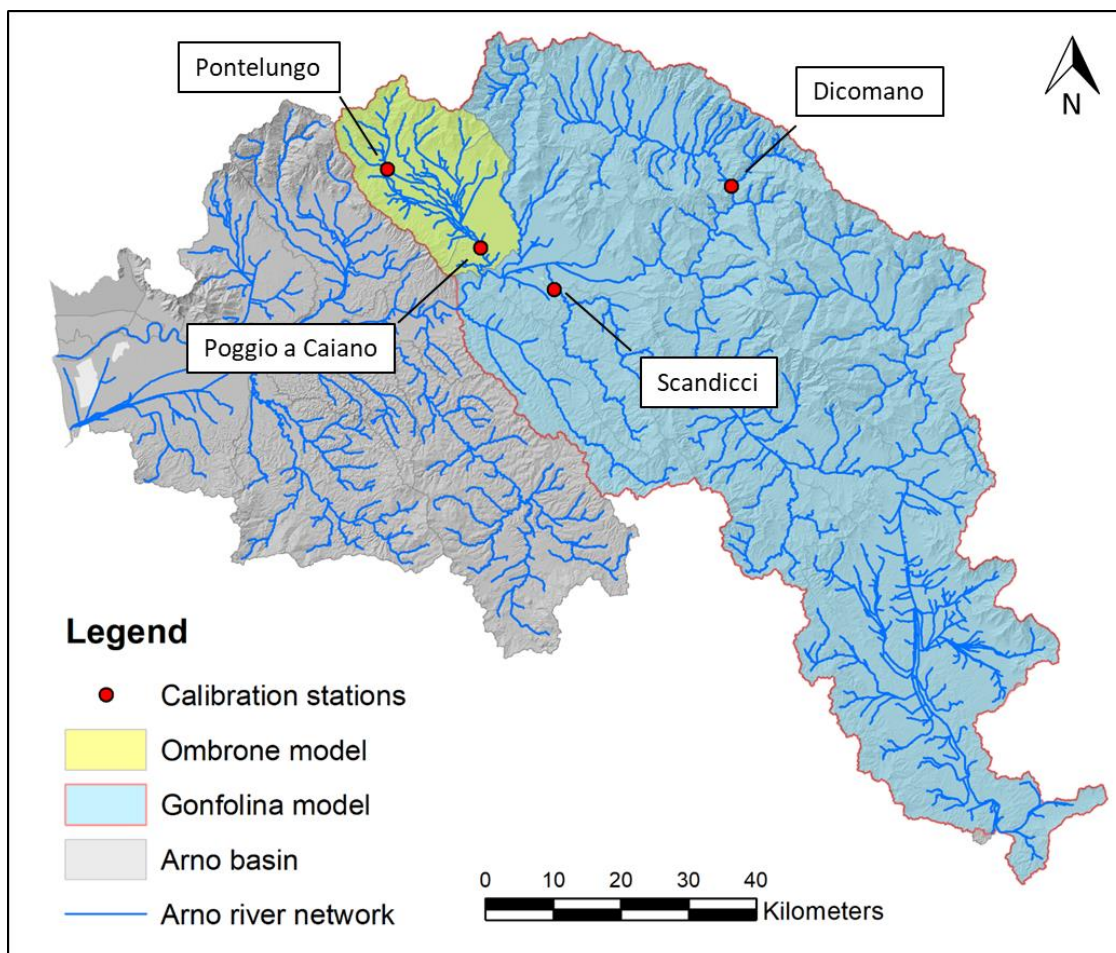 Pontelungo
Dicomano
N
Poggio a Caiano
Scandicci
Legend
Calibration stations
Ombrone model
Gonfolina model
Arno basin
Arno river network
0 10 20 30 40
Kilometers